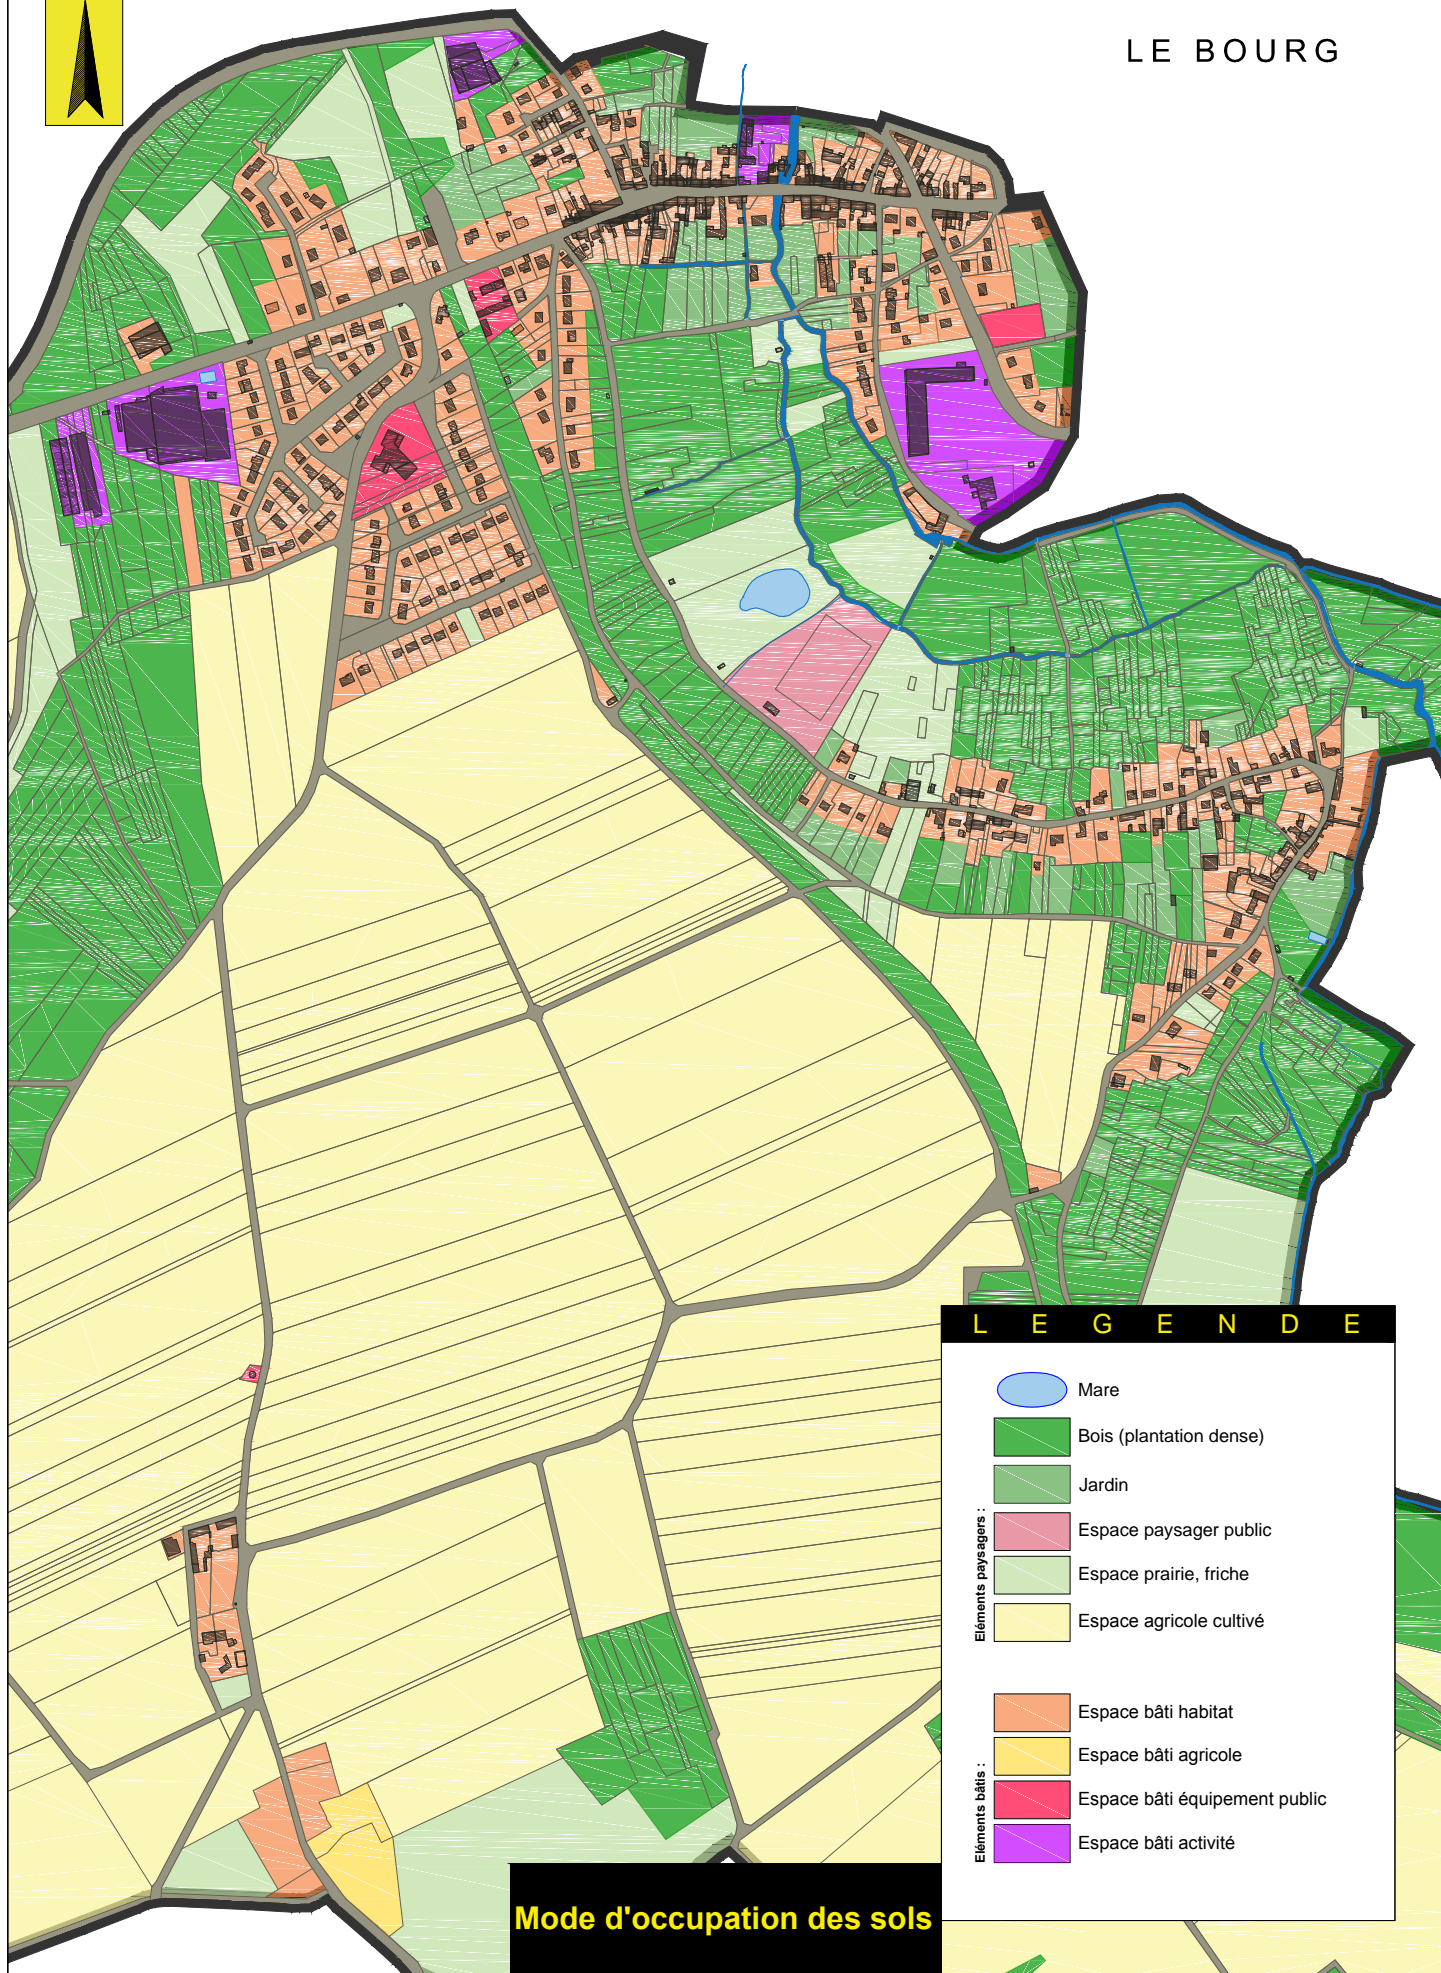 LE BOURG
L E G E N D E
Mare
Bois (plantation dense)
Jardin
Espace paysager public
Espace prairie, friche
Espace agricole cultivé
Eléments paysagers :
Espace bâti habitat
Espace bâti agricole
Espace bâti équipement public
Espace bâti activité
Eléments bâtis :
Mode d'occupation des sols